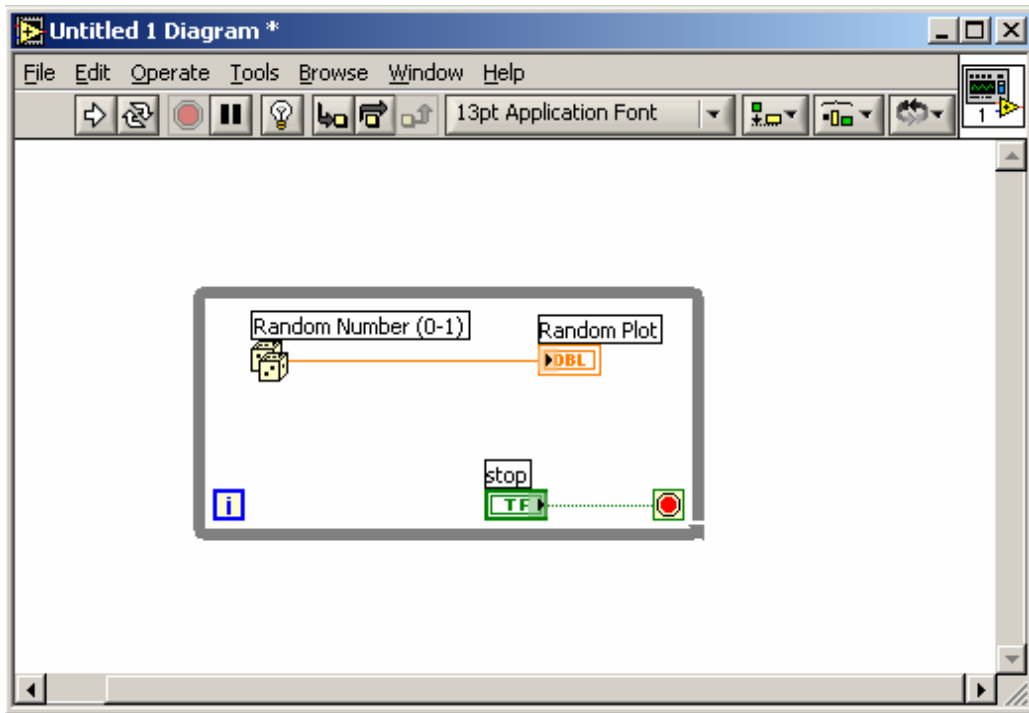 Untitled 1 Diagram *
File Edit Operate Tools Browse Window Help
13pt Application Font
1
Random Number (0-1)
Random Plot
DBL
stop
TF
i